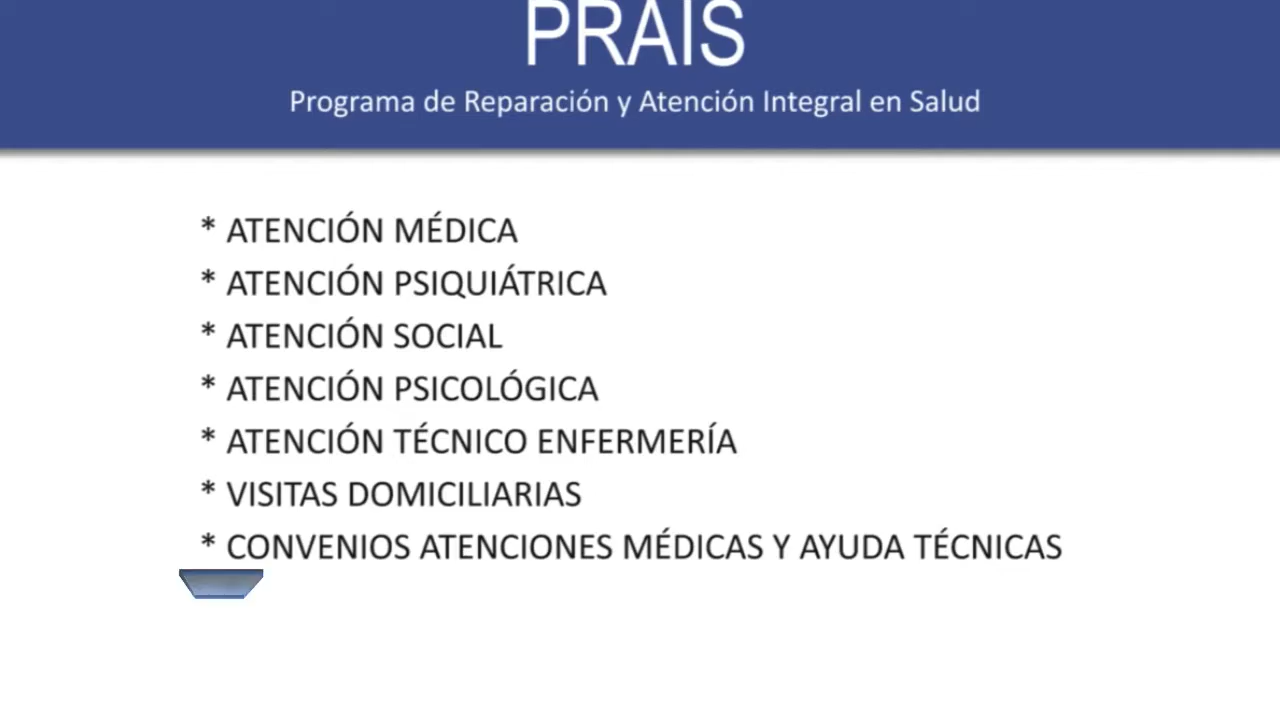 PRAIS
Programa de Reparación y Atención Integral en Salud
* ATENCIÓN MÉDICA
* ATENCIÓN PSIQUIÁTRICA
* ATENCIÓN SOCIAL
* ATENCIÓN PSICOLÓGICA
* ATENCIÓN TÉCNICO ENFERMERÍA
* VISITAS DOMICILIARIAS
* CONVENIOS ATENCIONES MÉDICAS Y AYUDA TÉCNICAS